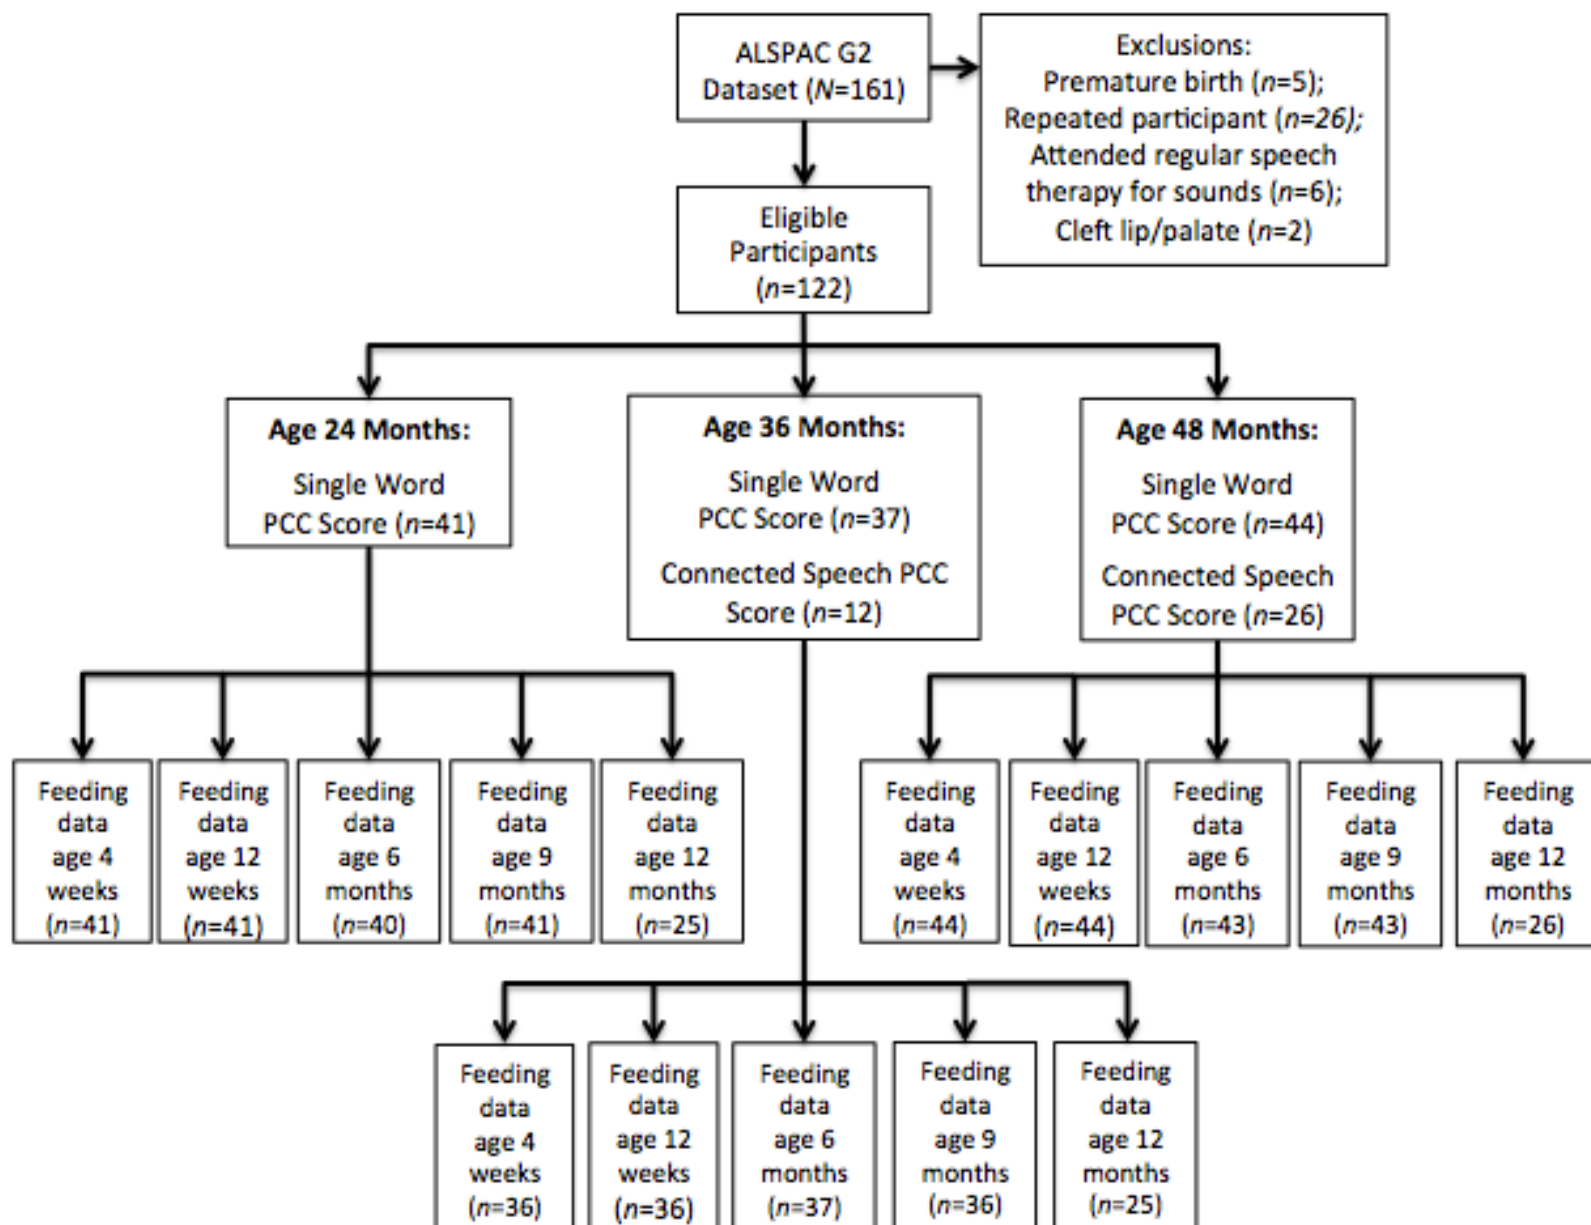 ALSPAC G2
Dataset (N=161)
Exclusions:
Premature birth (n=5);
Repeated participant (n=26);
Attended regular speech
therapy for sounds (n=6);
Cleft lip/palate (n=2)
Eligible
Participants
(n=122)
Age 24 Months:
Single Word
PCC Score (n=41)
Age 36 Months:
Single Word
PCC Score (n=37)
Connected Speech PCC
Score (n=12)
Age 48 Months:
Single Word
PCC Score (n=44)
Connected Speech
PCC Score (n=26)
Feeding
data
age 4
weeks
(n=41)
Feeding
data
age 12
weeks
(n=41)
Feeding
data
age 6
months
(n=40)
Feeding
data
age 9
months
(n=41)
Feeding
data
age 12
months
(n=25)
Feeding
data
age 4
weeks
(n=44)
Feeding
data
age 12
weeks
(n=44)
Feeding
data
age 6
months
(n=43)
Feeding
data
age 9
months
(n=43)
Feeding
data
age 12
months
(n=26)
Feeding
data
age 4
weeks
(n=36)
Feeding
data
age 12
weeks
(n=36)
Feeding
data
age 6
months
(n=37)
Feeding
data
age 9
months
(n=36)
Feeding
data
age 12
months
(n=25)